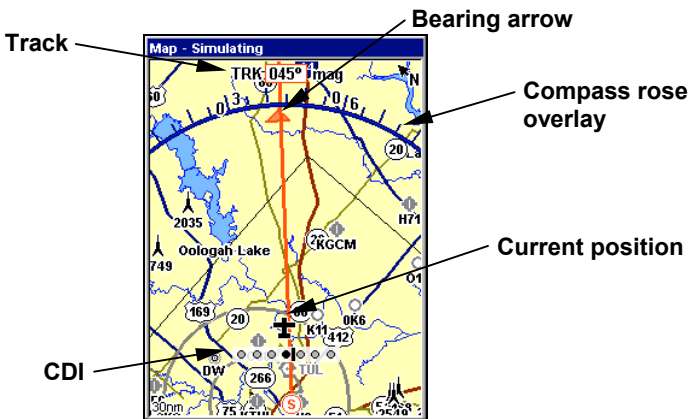 Bearing arrow
Track
Map - Simulating
TRK 045° mag
N
0 3
0 6
Compass rose
overlay
20
H71
2035
KGCM
Oologah Lake
749
Current position
169
20
K11
0K6
412
CDI
DW
TUL
266
S
30nm
75